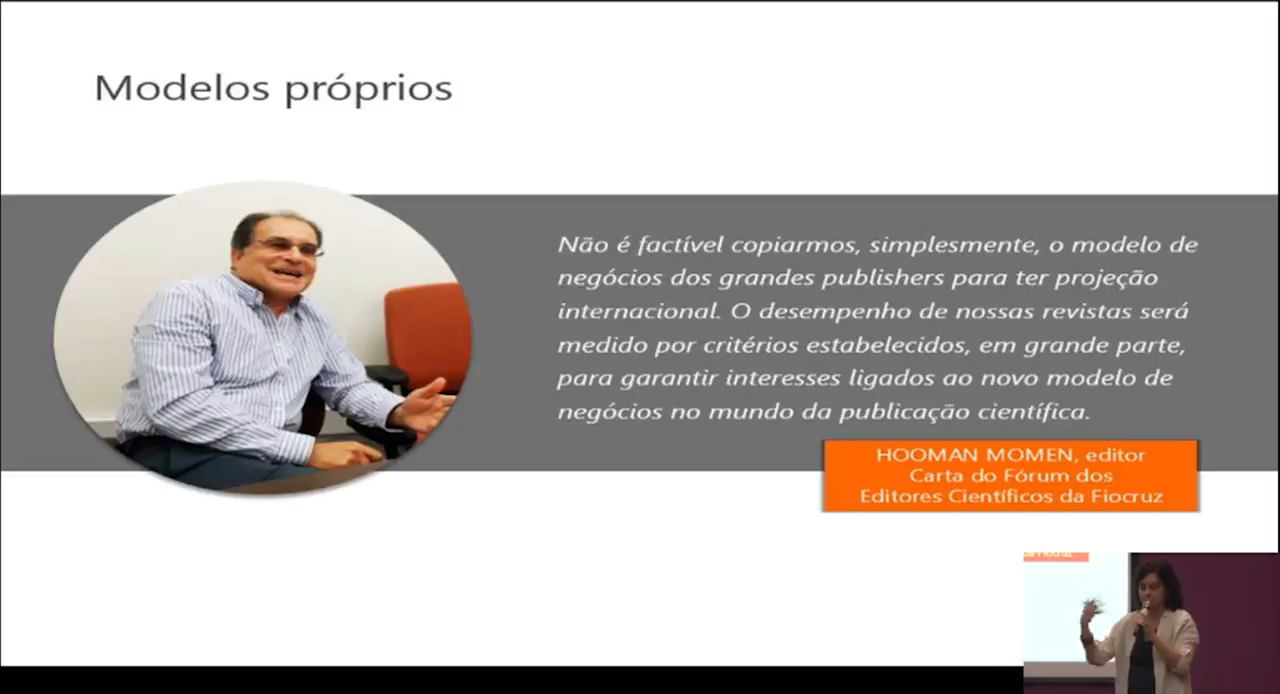 Modelos próprios
Não é factível copiarmos, simplesmente, o modelo de
negócios dos grandes publishers para ter projeção
internacional. O desempenho de nossas revistas será
medido por critérios estabelecidos, em grande parte,
para garantir interesses ligados ao novo modelo de
negócios no mundo da publicação científica.
HOOMAN MOMEN, editor
Carta do Fórum dos
Editores Científicos da Fiocruz